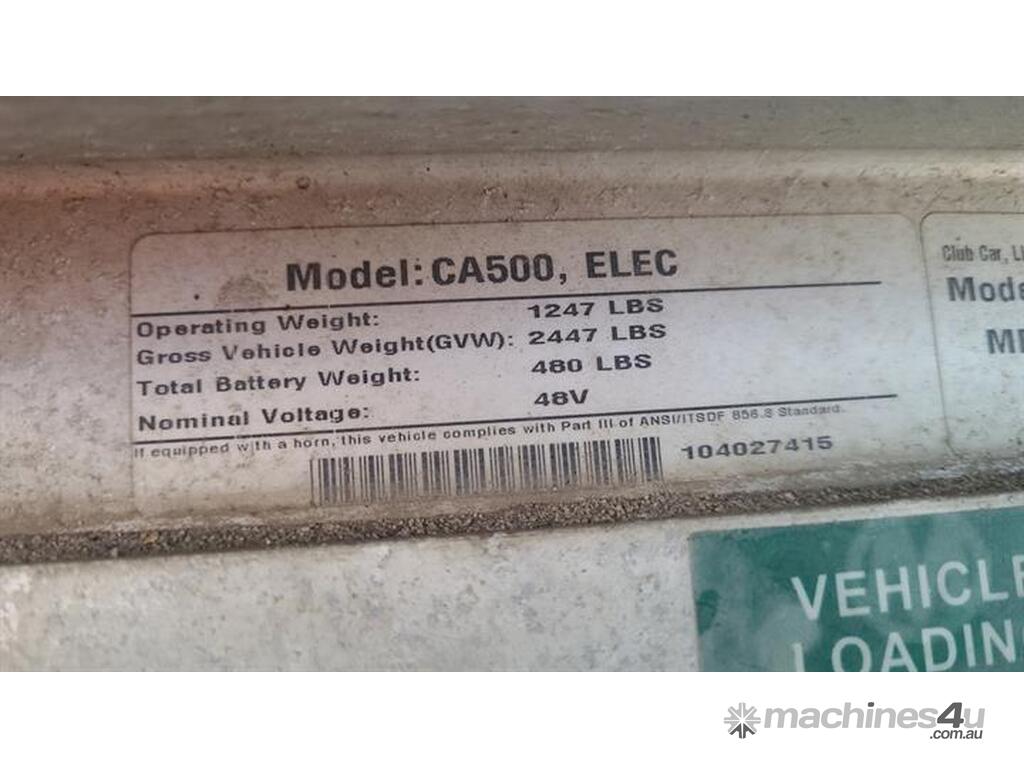 Model: CA500, ELEC
Operating Weight: 1247 LBS
Gross Vehicle Weight(GVW): 2447 LBS
Total Battery Weight: 480 LBS
Nominal Voltage: 48V
If equipped with a horn, this vehicle complies with Part III of ANSI/ITSDF B56.8 Standard.
104027415
Club Car, L
Mode
M
VEHICLE
LOADIN
machines4u
.com.au